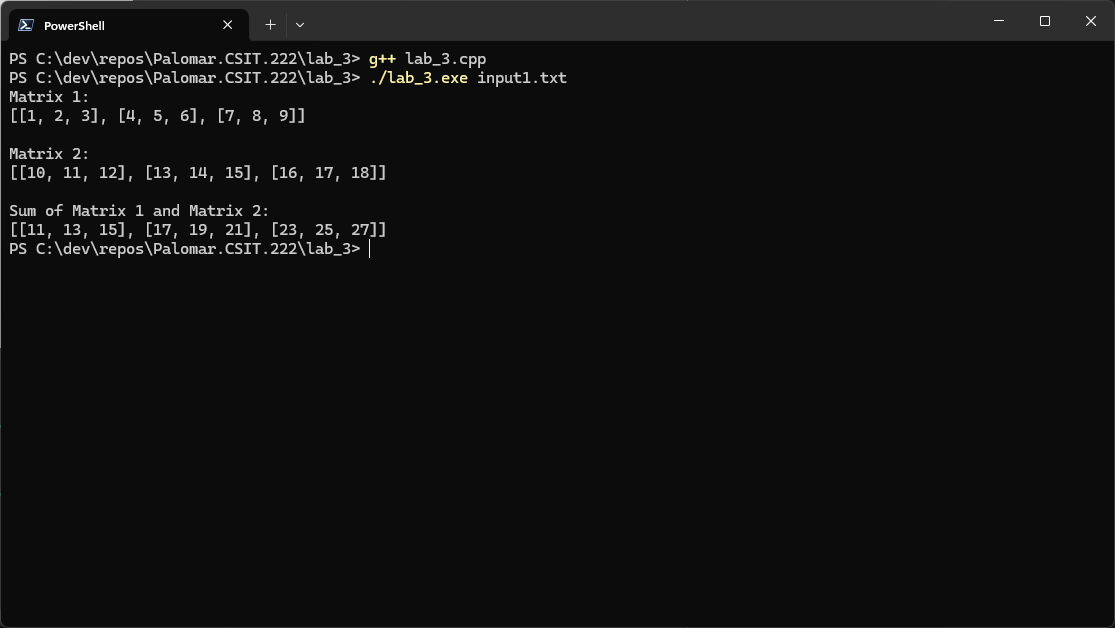 PowerShell
PS C:\dev\repos\Palomar.CSIT.222\lab_3> g++ lab_3.cpp
PS C:\dev\repos\Palomar.CSIT.222\lab_3> ./lab_3.exe input1.txt
Matrix 1:
[[1, 2, 3], [4, 5, 6], [7, 8, 9]]
Matrix 2:
[[10, 11, 12], [13, 14, 15], [16, 17, 18]]
Sum of Matrix 1 and Matrix 2:
[[11, 13, 15], [17, 19, 21], [23, 25, 27]]
PS C:\dev\repos\Palomar.CSIT.222\lab_3>